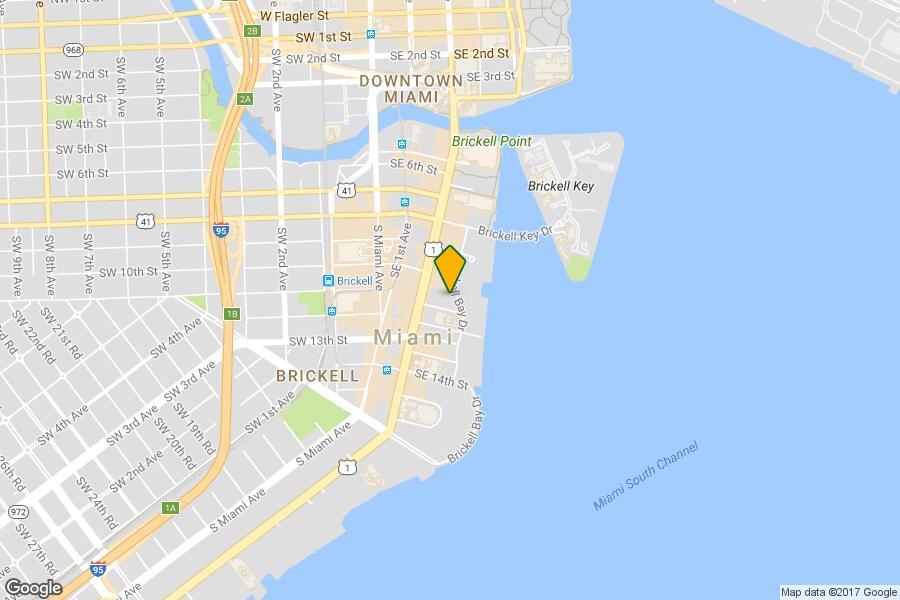 NW 1st St
W Flagler St
2B
SW 1st St
968
SW 2nd St
SE 2nd St
SE 2nd St
SW 2nd St
SE 3rd St
DOWNTOWN
MIAMI
SW 6th Ave
SW 5th Ave
SW 2nd Ave
SW 3rd St
2A
SW 4th St
Brickell Point
SW 5th St
SE 6th St
SW 6th St
41
Brickell Key
41
95
1
Brickell Key Dr
SW 8th Ave
SW 7th Ave
SW 5th Ave
SW 2nd Ave
S Miami Ave
SE 1st Ave
SW 10th St
Brickell
Bay Dr
1B
SW 22nd Rd
SW 21st Rd
SW 4th Ave
SW 13th St
Miami
SW 3rd Ave
BRICKELL
SE 14th St
SW 4th Ave
SW 3rd Ave
SW 20th Rd
SW 19th Rd
SW 1st Ave
S Miami Ave
Brickell Bay Dr
SW 2nd Ave
1
Miami South Channel
SW 24th Rd
972
1A
S Miami Ave
SW 27th Rd
95
Google
Map data ©2017 Google